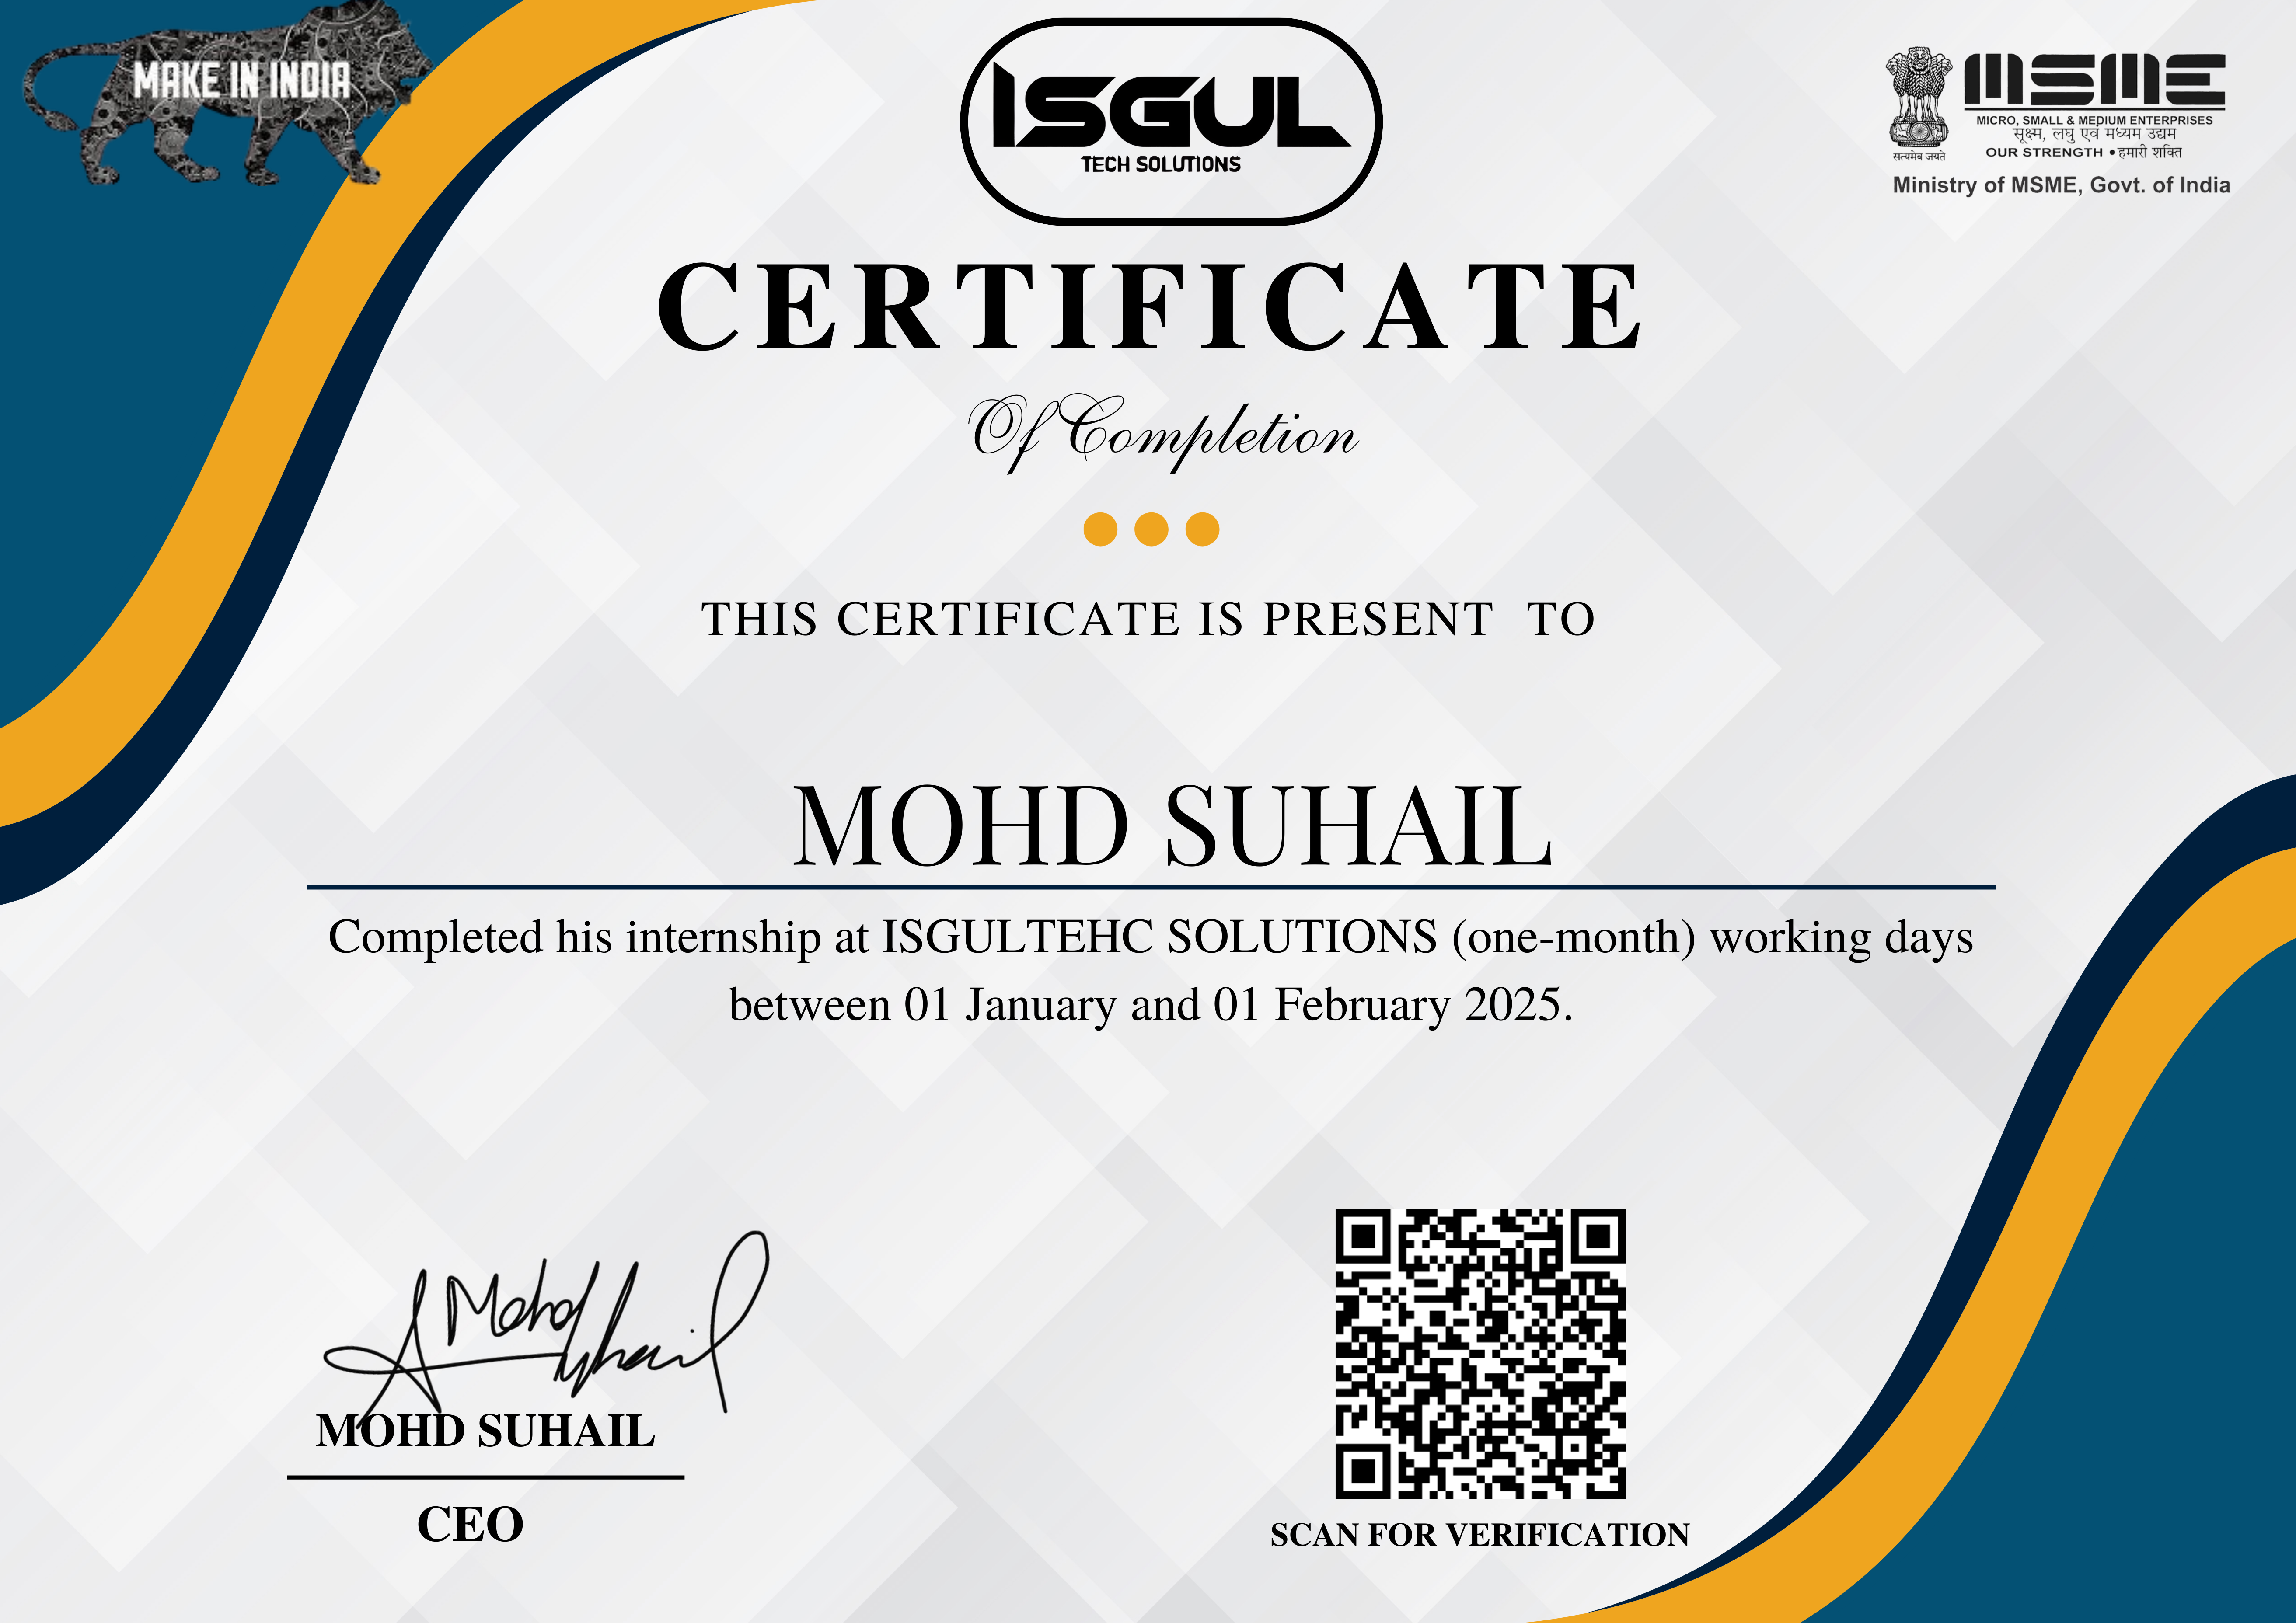 MAKE IN INDIA
ISGUL
TECH SOLUTIONS
MSME
MICRO, SMALL & MEDIUM ENTERPRISES
सूक्ष्म, लघु एवं मध्यम उद्यम
OUR STRENGTH • हमारी शक्ति
सत्यमेव जयते
Ministry of MSME, Govt. of India
CERTIFICATE
Of Completion
THIS CERTIFICATE IS PRESENT TO
MOHD SUHAIL
Completed his internship at ISGULTEHC SOLUTIONS (one-month) working days
between 01 January and 01 February 2025.
A Mohd Suhail
MOHD SUHAIL
CEO
SCAN FOR VERIFICATION